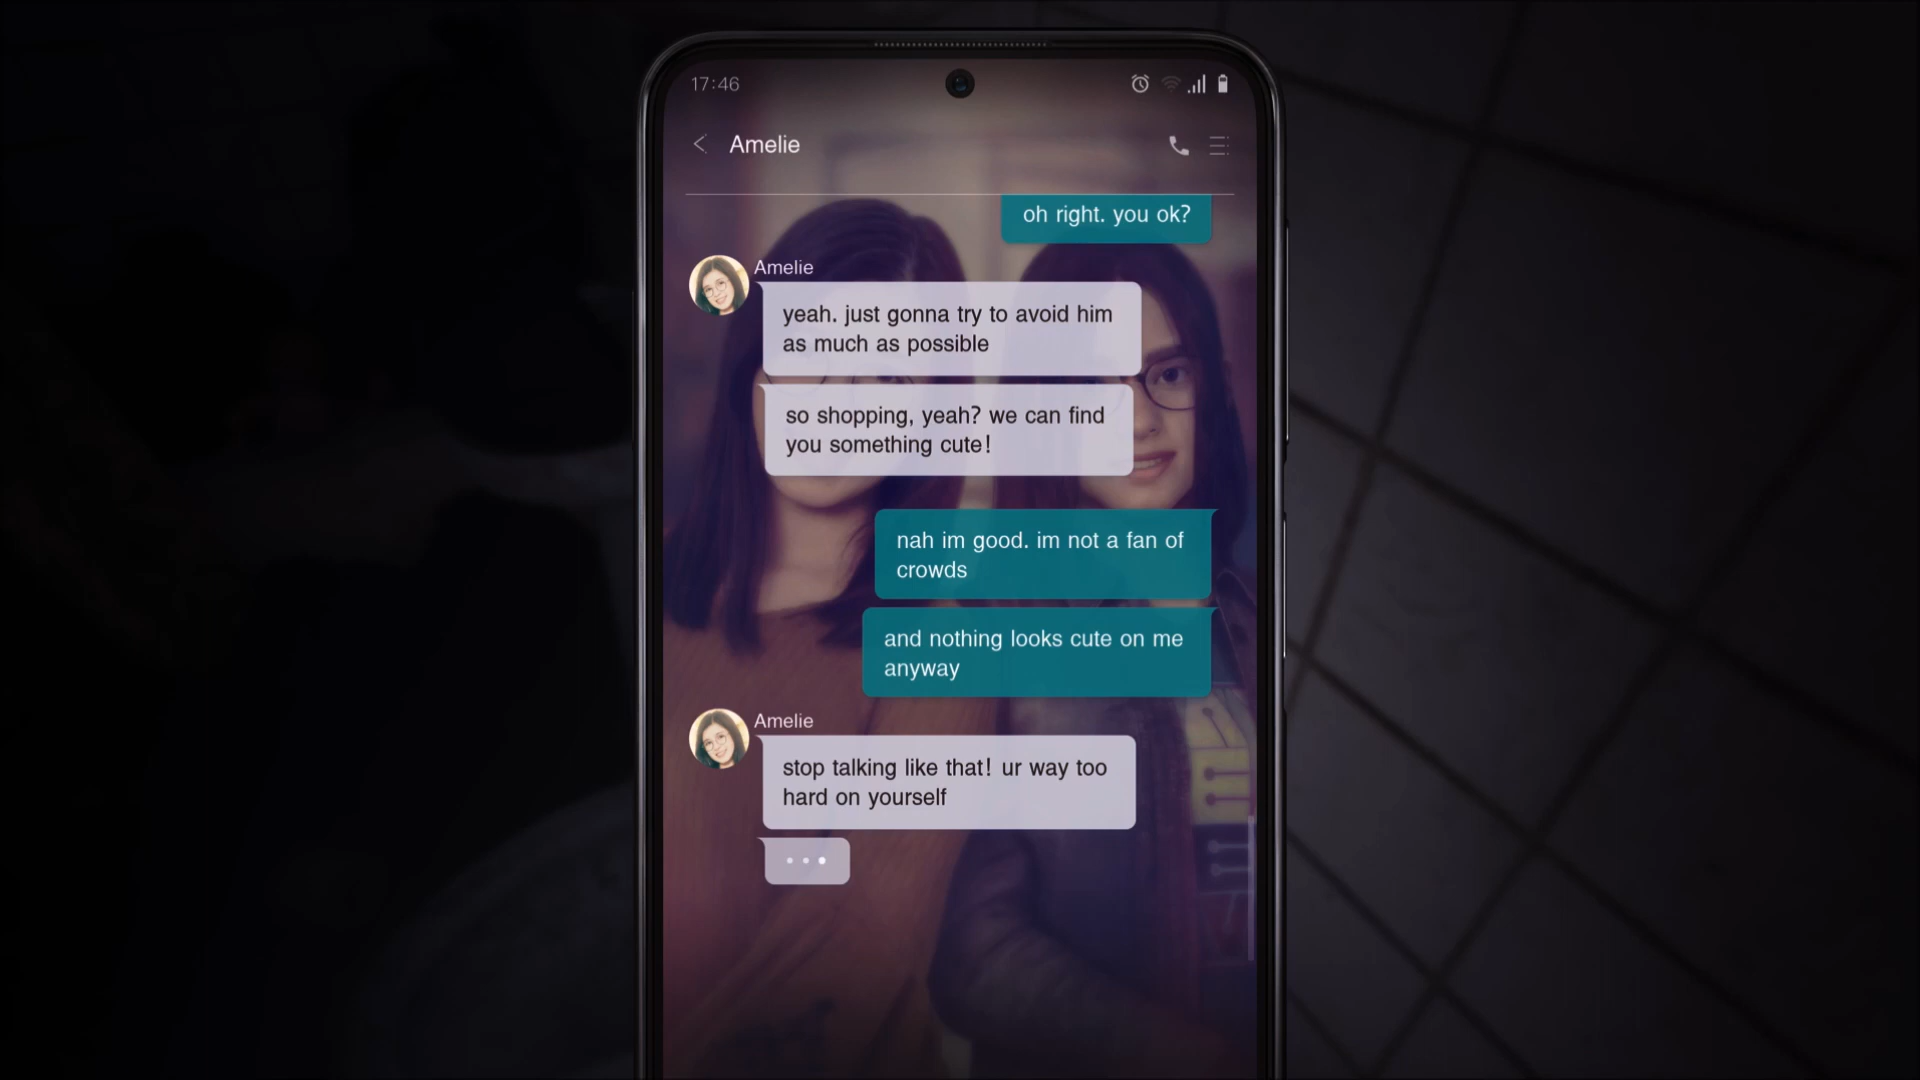 17:46
Amelie
oh right. you ok?
Amelie
yeah. just gonna try to avoid him
as much as possible
so shopping, yeah? we can find
you something cute!
nah im good. im not a fan of
crowds
and nothing looks cute on me
anyway
Amelie
stop talking like that! ur way too
hard on yourself